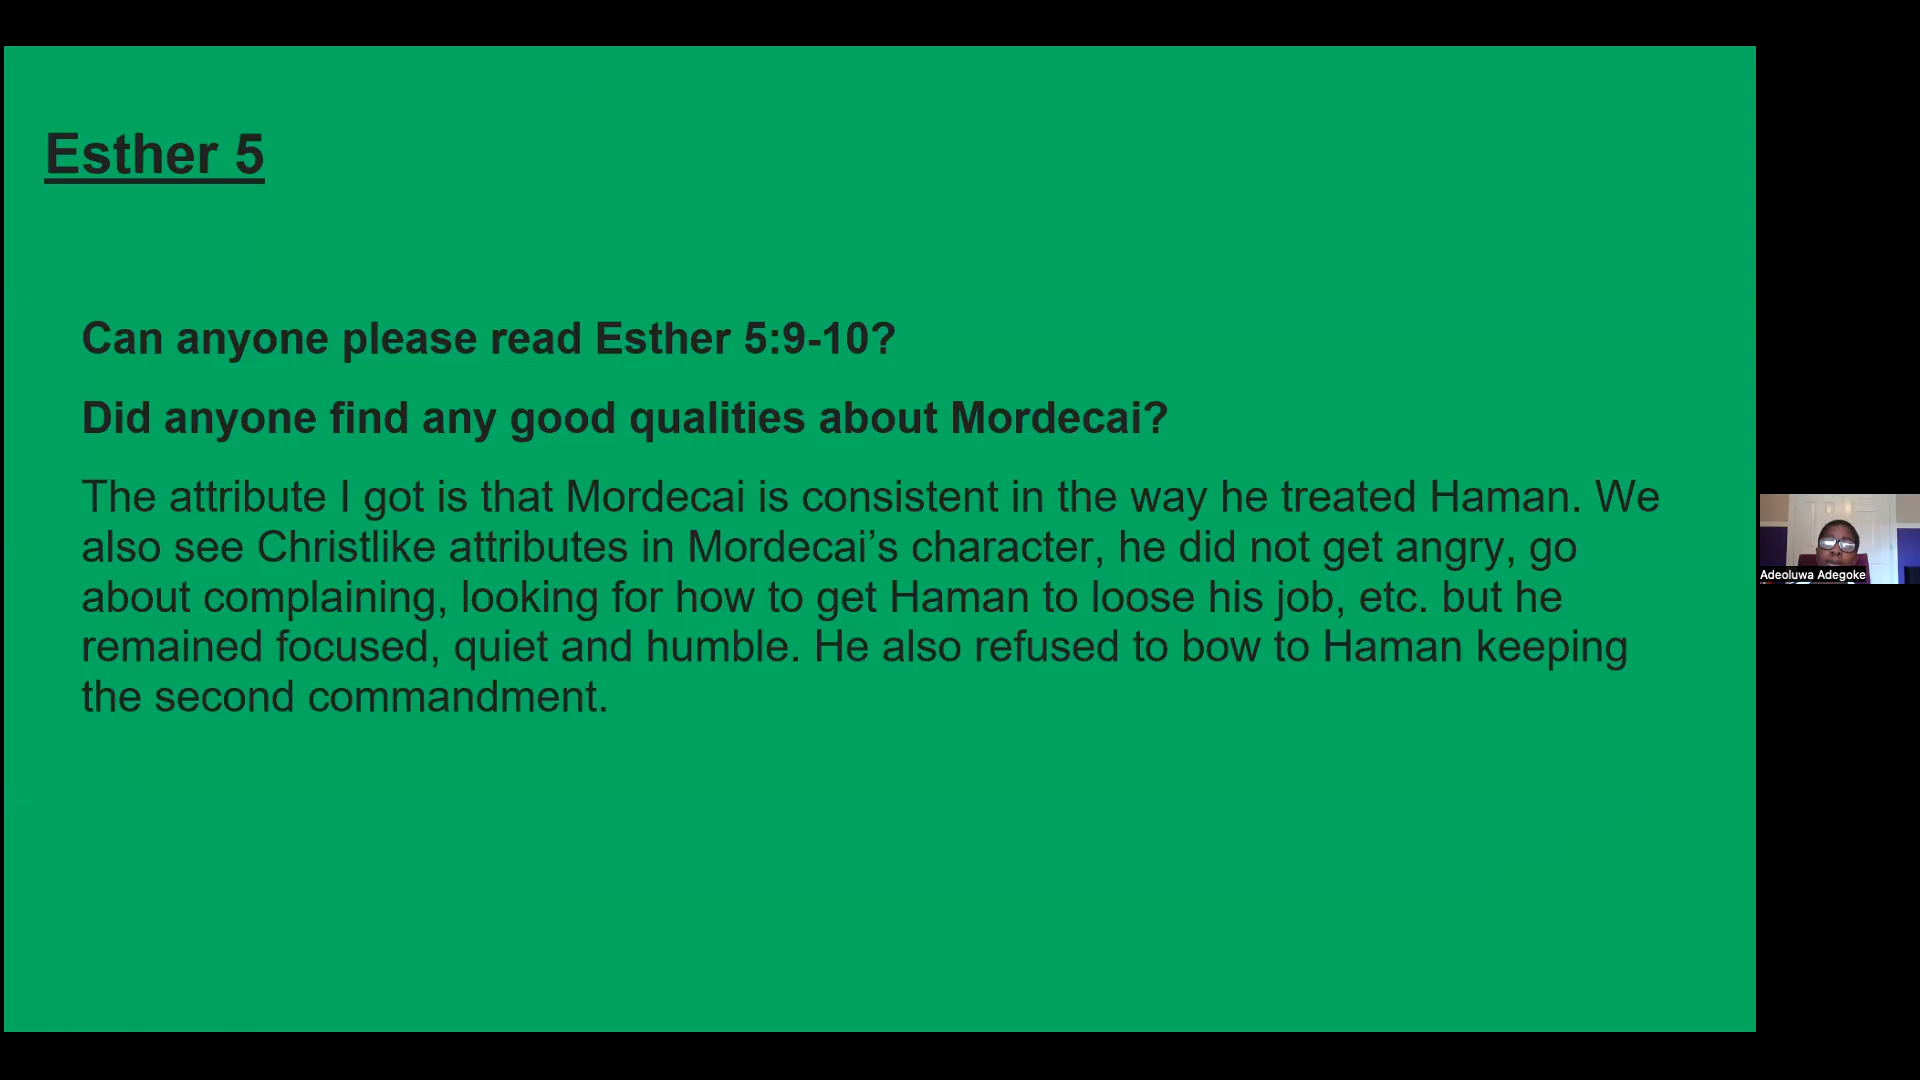 Esther 5
Can anyone please read Esther 5:9-10?
Did anyone find any good qualities about Mordecai?
The attribute I got is that Mordecai is consistent in the way he treated Haman. We
also see Christlike attributes in Mordecai’s character, he did not get angry, go
about complaining, looking for how to get Haman to loose his job, etc. but he
remained focused, quiet and humble. He also refused to bow to Haman keeping
the second commandment.
Adeoluwa Adegoke